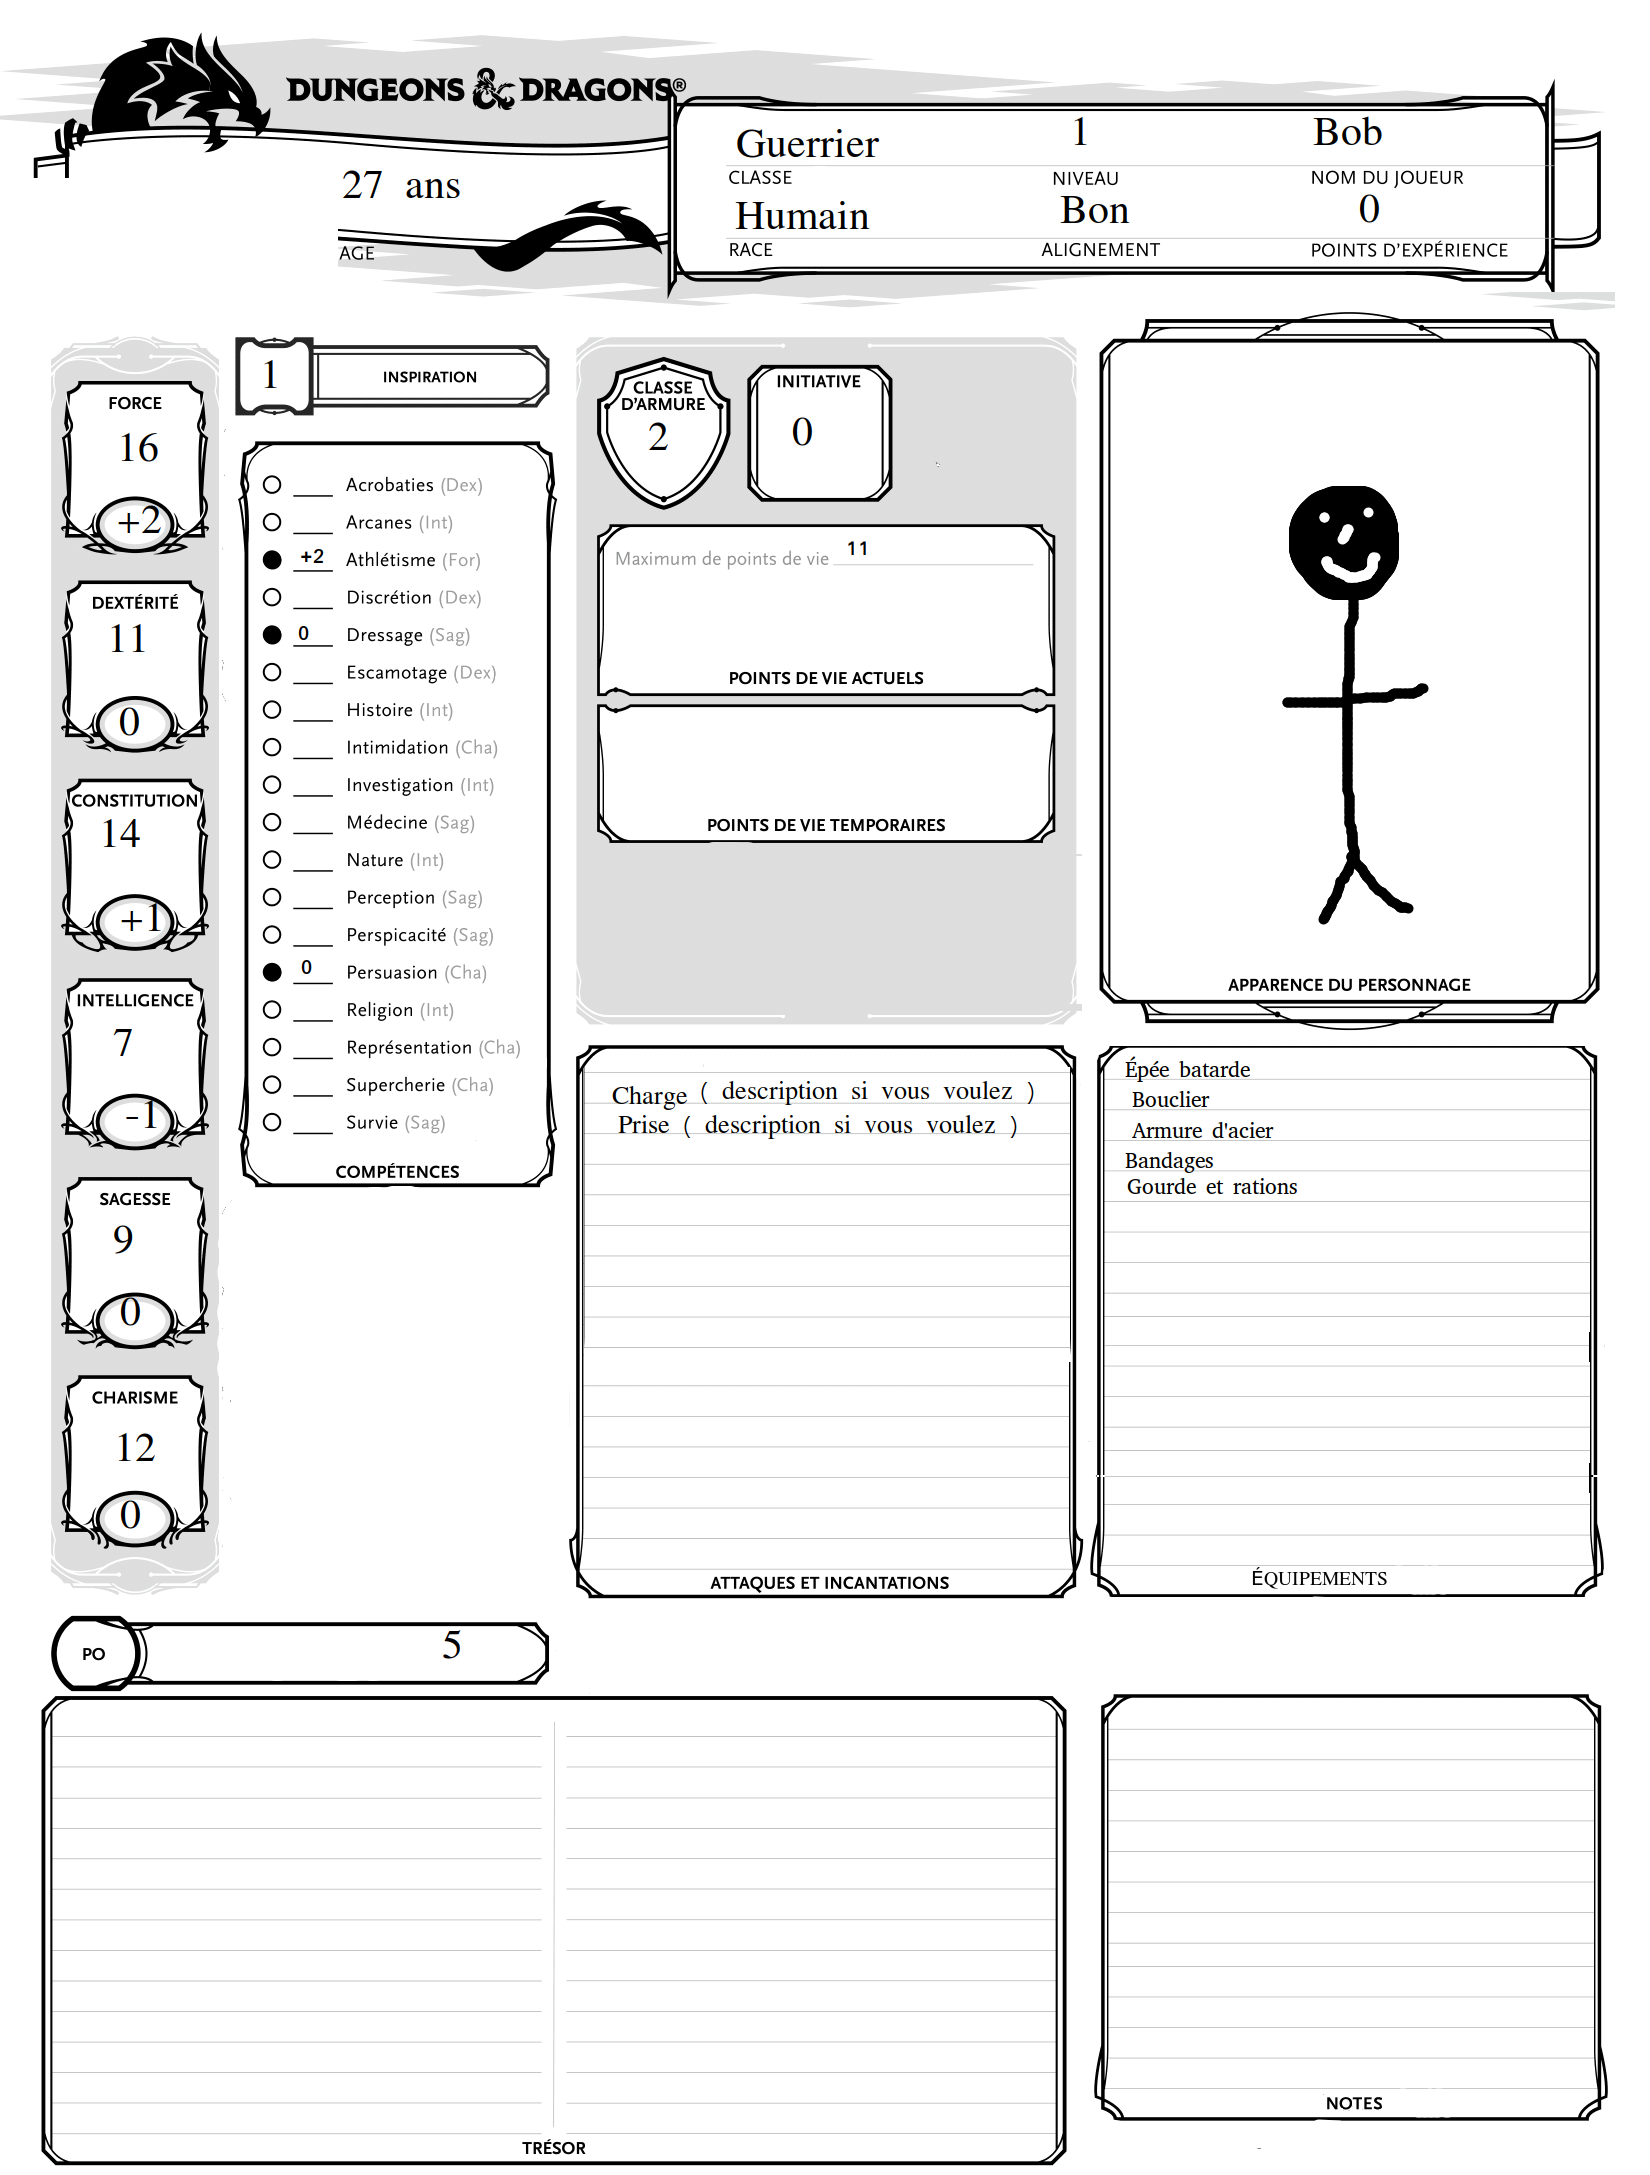 DUNGEONS & DRAGONS®
27 ans
AGE
Guerrier 1 Bob
CLASSE NIVEAU NOM DU JOUEUR
Humain Bon 0
RACE ALIGNEMENT POINTS D'EXPÉRIENCE
FORCE
16
+2
DEXTÉRITÉ
11
0
CONSTITUTION
14
+1
INTELLIGENCE
7
-1
SAGESSE
9
0
CHARISME
12
0
1 INSPIRATION
Acrobaties (Dex)
Arcanes (Int)
+2 Athlétisme (For)
Discrétion (Dex)
0 Dressage (Sag)
Escamotage (Dex)
Histoire (Int)
Intimidation (Cha)
Investigation (Int)
Médecine (Sag)
Nature (Int)
Perception (Sag)
Perspicacité (Sag)
0 Persuasion (Cha)
Religion (Int)
Représentation (Cha)
Supercherie (Cha)
Survie (Sag)
COMPÉTENCES
CLASSE
D'ARMURE
2
INITIATIVE
0
Maximum de points de vie 11
POINTS DE VIE ACTUELS
POINTS DE VIE TEMPORAIRES
APPARENCE DU PERSONNAGE
Charge ( description si vous voulez )
Prise ( description si vous voulez )
ATTAQUES ET INCANTATIONS
Épée batarde
Bouclier
Armure d'acier
Bandages
Gourde et rations
ÉQUIPEMENTS
PO 5
TRÉSOR
NOTES